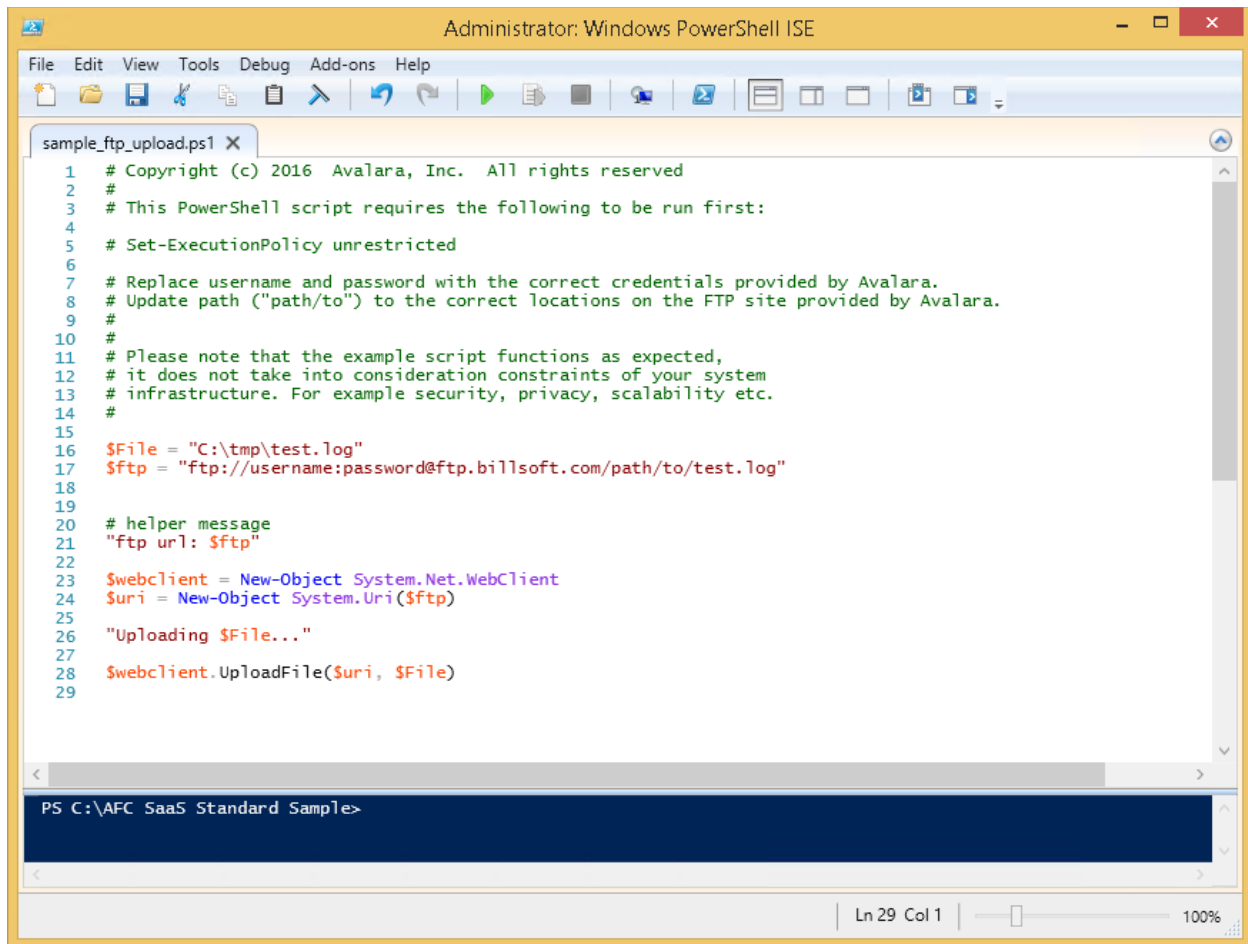 Administrator: Windows PowerShell ISE
File Edit View Tools Debug Add-ons Help
sample_ftp_upload.ps1
1 # Copyright (c) 2016  Avalara, Inc.  All rights reserved
2 #
3 # This PowerShell script requires the following to be run first:
4
5 # Set-ExecutionPolicy unrestricted
6
7 # Replace username and password with the correct credentials provided by Avalara.
8 # Update path ("path/to") to the correct locations on the FTP site provided by Avalara.
9 #
10 #
11 # Please note that the example script functions as expected,
12 # it does not take into consideration constraints of your system
13 # infrastructure. For example security, privacy, scalability etc.
14 #
15
16 $File = "C:\tmp\test.log"
17 $ftp = "ftp://username:password@ftp.billsoft.com/path/to/test.log"
18
19
20 # helper message
21 "ftp url: $ftp"
22
23 $webclient = New-Object System.Net.WebClient
24 $uri = New-Object System.Uri($ftp)
25
26 "Uploading $File..."
27
28 $webclient.UploadFile($uri, $File)
29
PS C:\AFC SaaS Standard Sample>
Ln 29 Col 1 100%